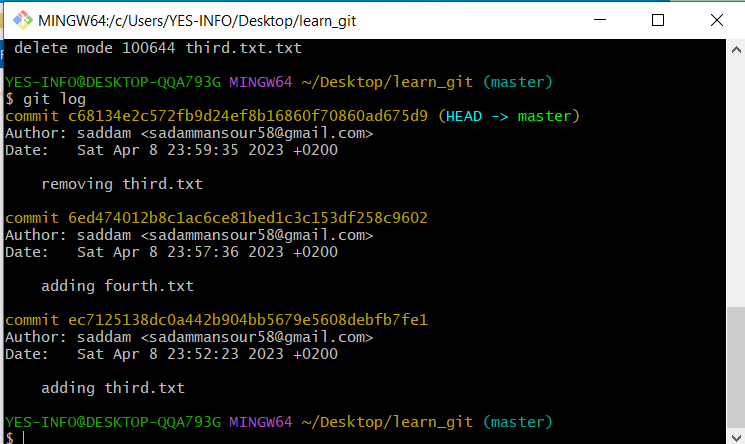 MINGW64:/c/Users/YES-INFO/Desktop/learn_git
delete mode 100644 third.txt.txt
YES-INFO@DESKTOP-QQA793G MINGW64 ~/Desktop/learn_git (master)
$ git log
commit c68134e2c572fb9d24ef8b16860f70860ad675d9 (HEAD -> master)
Author: saddam <sadammansour58@gmail.com>
Date:   Sat Apr 8 23:59:35 2023 +0200
removing third.txt
commit 6ed474012b8c1ac6ce81bed1c3c153df258c9602
Author: saddam <sadammansour58@gmail.com>
Date:   Sat Apr 8 23:57:36 2023 +0200
adding fourth.txt
commit ec7125138dc0a442b904bb5679e5608debfb7fe1
Author: saddam <sadammansour58@gmail.com>
Date:   Sat Apr 8 23:52:23 2023 +0200
adding third.txt
YES-INFO@DESKTOP-QQA793G MINGW64 ~/Desktop/learn_git (master)
$